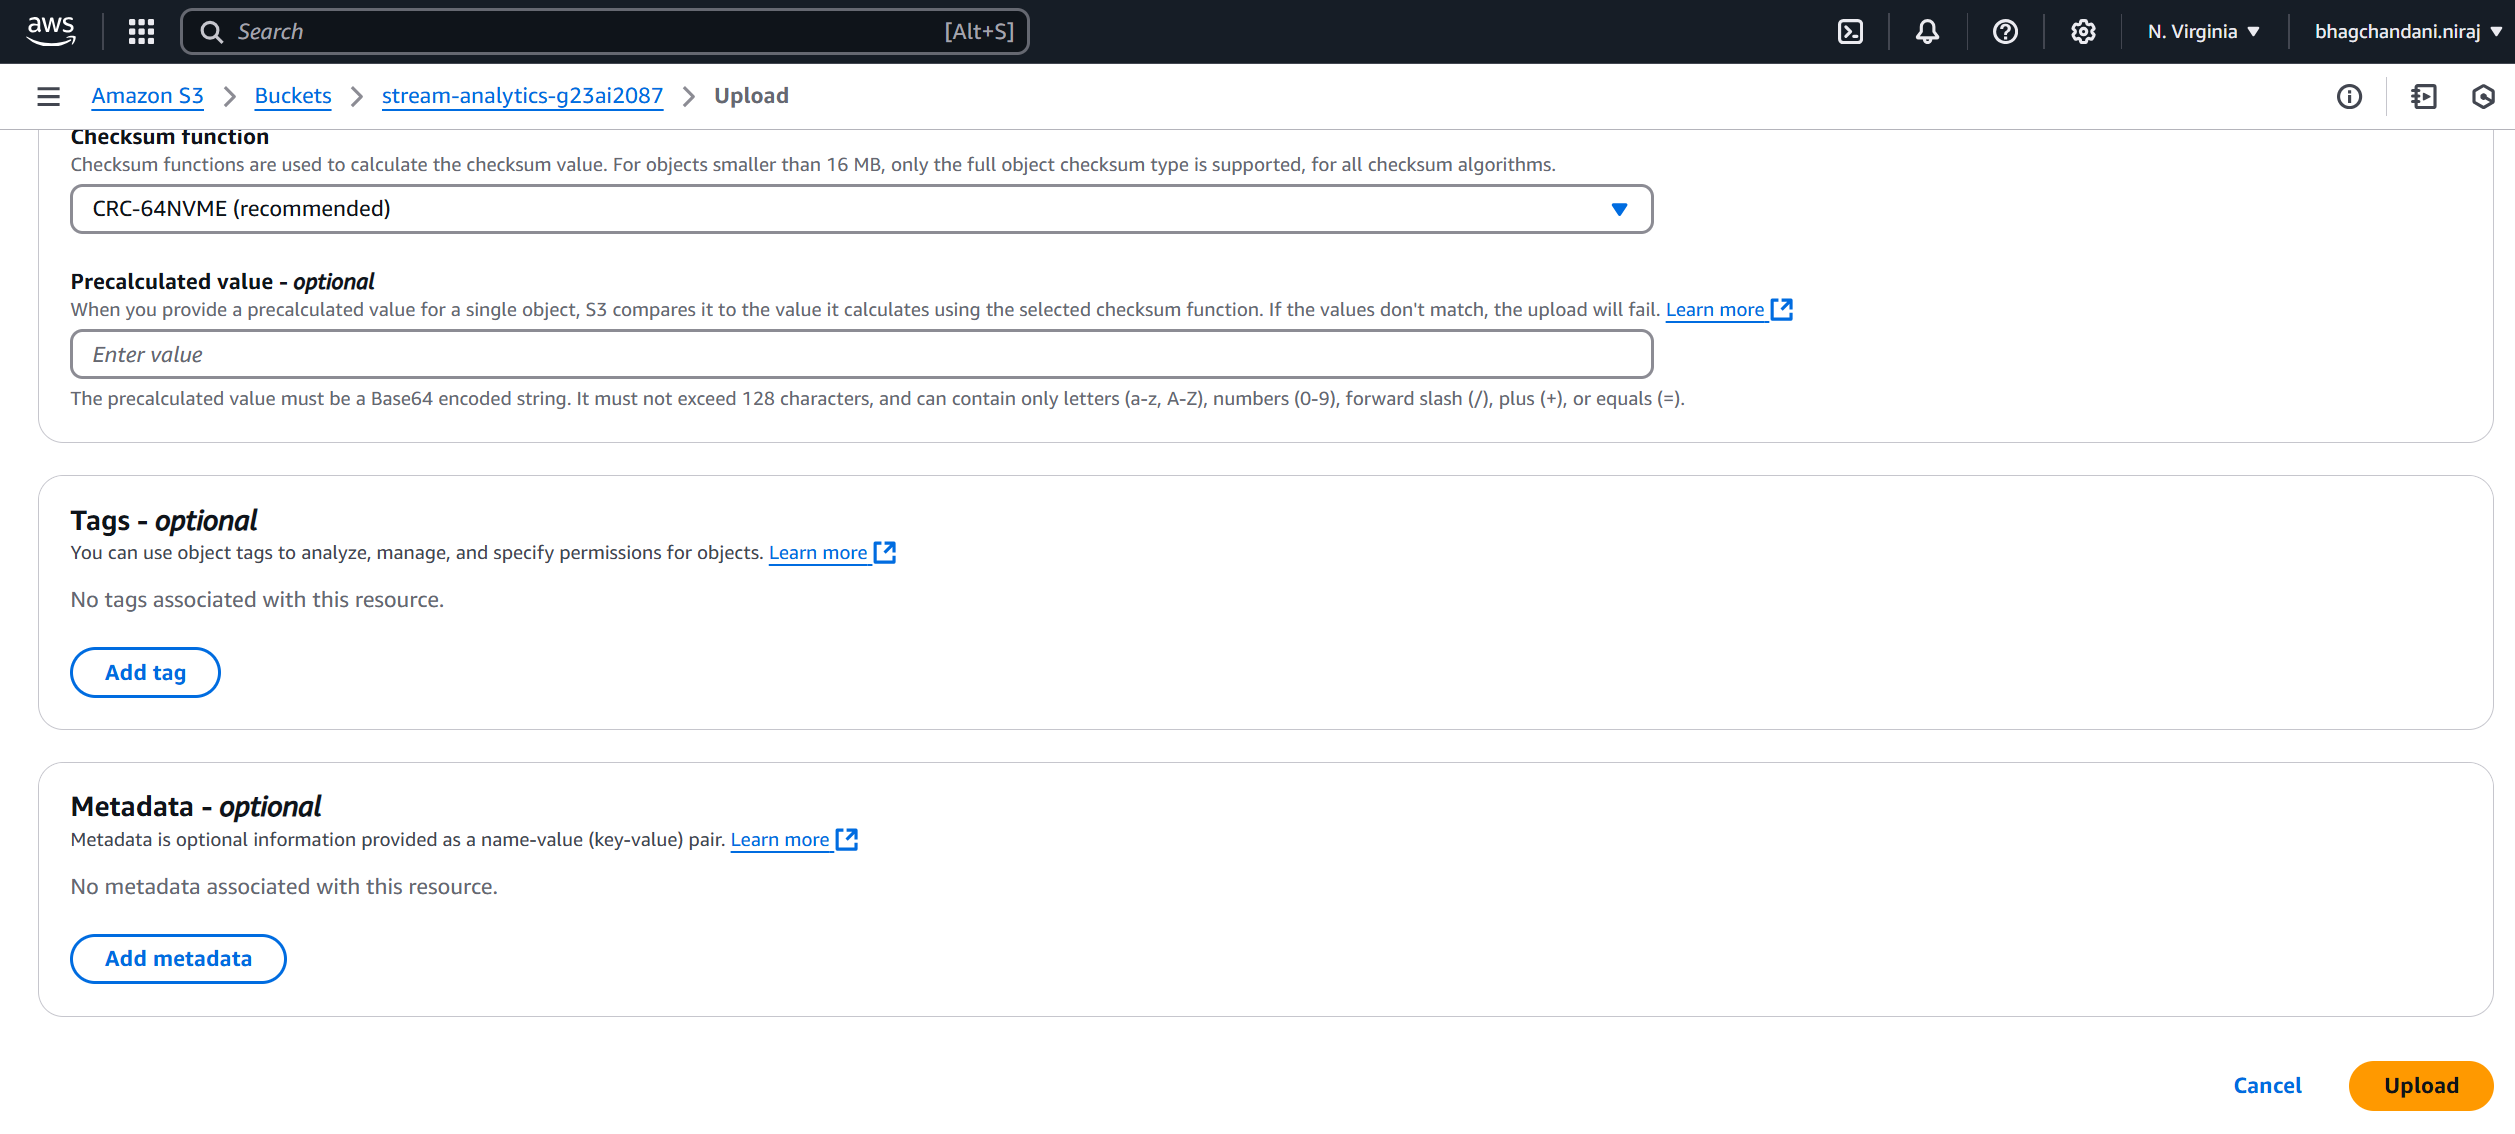 aws
Search
[Alt+S]
N. Virginia
bhagchandani.niraj
Amazon S3
Buckets
stream-analytics-g23ai2087
Upload
Checksum function
Checksum functions are used to calculate the checksum value. For objects smaller than 16 MB, only the full object checksum type is supported, for all checksum algorithms.
CRC-64NVME (recommended)
Precalculated value - optional
When you provide a precalculated value for a single object, S3 compares it to the value it calculates using the selected checksum function. If the values don't match, the upload will fail. Learn more
Enter value
The precalculated value must be a Base64 encoded string. It must not exceed 128 characters, and can contain only letters (a-z, A-Z), numbers (0-9), forward slash (/), plus (+), or equals (=).
Tags - optional
You can use object tags to analyze, manage, and specify permissions for objects. Learn more
No tags associated with this resource.
Add tag
Metadata - optional
Metadata is optional information provided as a name-value (key-value) pair. Learn more
No metadata associated with this resource.
Add metadata
Cancel
Upload